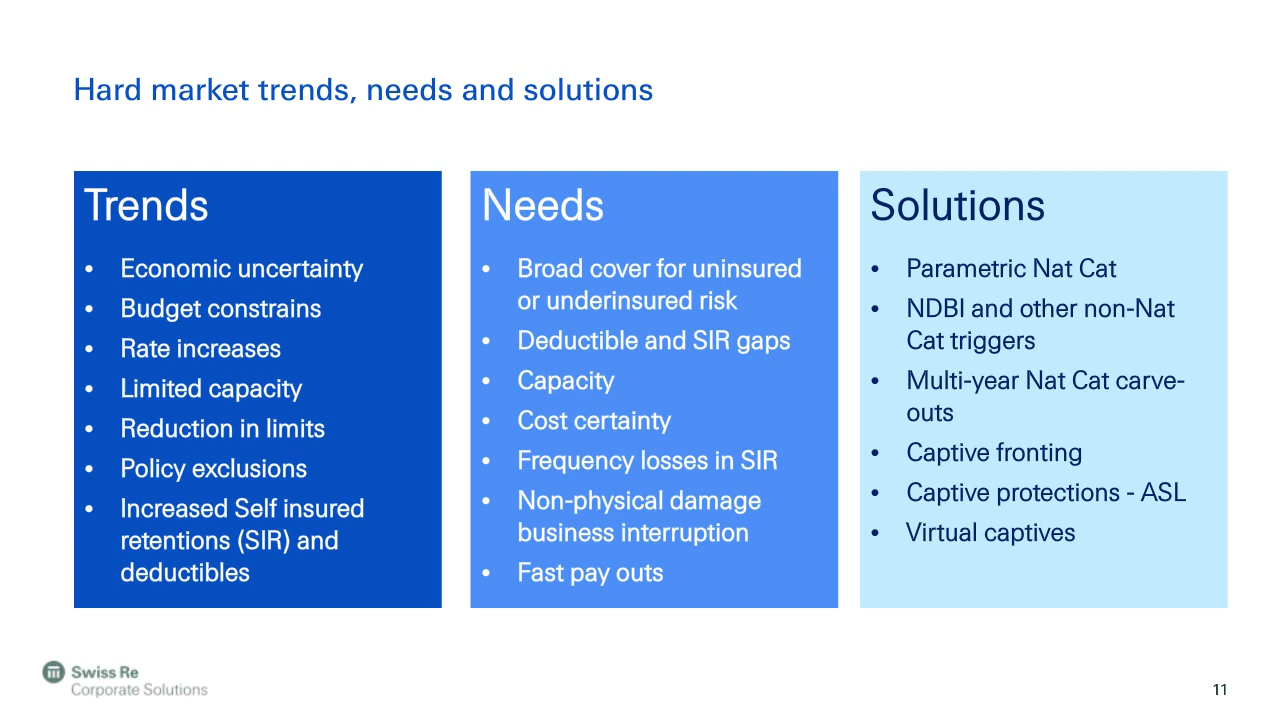 Hard market trends, needs and solutions
Trends
• Economic uncertainty
• Budget constrains
• Rate increases
• Limited capacity
• Reduction in limits
• Policy exclusions
• Increased Self insured
retentions (SIR) and
deductibles
Needs
• Broad cover for uninsured
or underinsured risk
• Deductible and SIR gaps
• Capacity
• Cost certainty
• Frequency losses in SIR
• Non-physical damage
business interruption
• Fast pay outs
Solutions
• Parametric Nat Cat
• NDBI and other non-Nat
Cat triggers
• Multi-year Nat Cat carve-
outs
• Captive fronting
• Captive protections - ASL
• Virtual captives
Swiss Re
Corporate Solutions
11